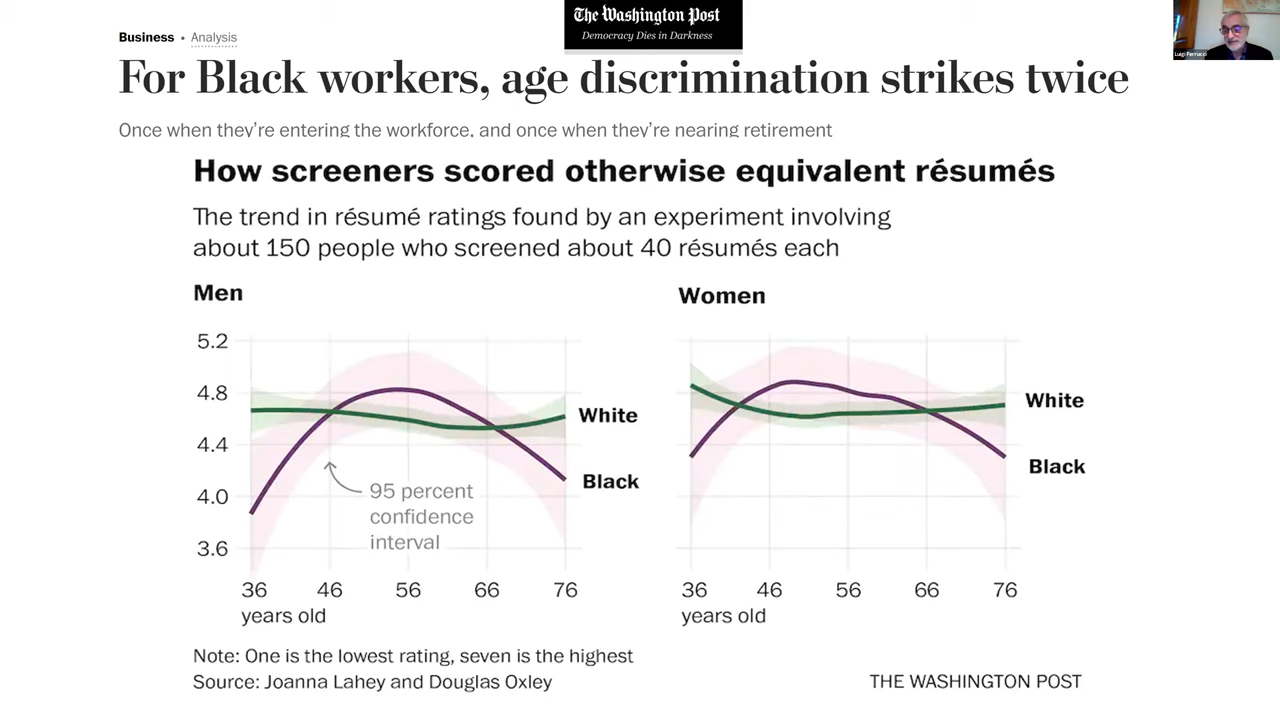 The Washington Post
Democracy Dies in Darkness
Business • Analysis
For Black workers, age discrimination strikes twice
Once when they're entering the workforce, and once when they're nearing retirement
How screeners scored otherwise equivalent résumés
The trend in résumé ratings found by an experiment involving
about 150 people who screened about 40 résumés each
Men
5.2
4.8
4.4
4.0
3.6
White
Black
95 percent
confidence
interval
36 46 56 66 76
years old
Women
White
Black
36 46 56 66 76
years old
Note: One is the lowest rating, seven is the highest
Source: Joanna Lahey and Douglas Oxley
THE WASHINGTON POST
Luigi Ferrucci